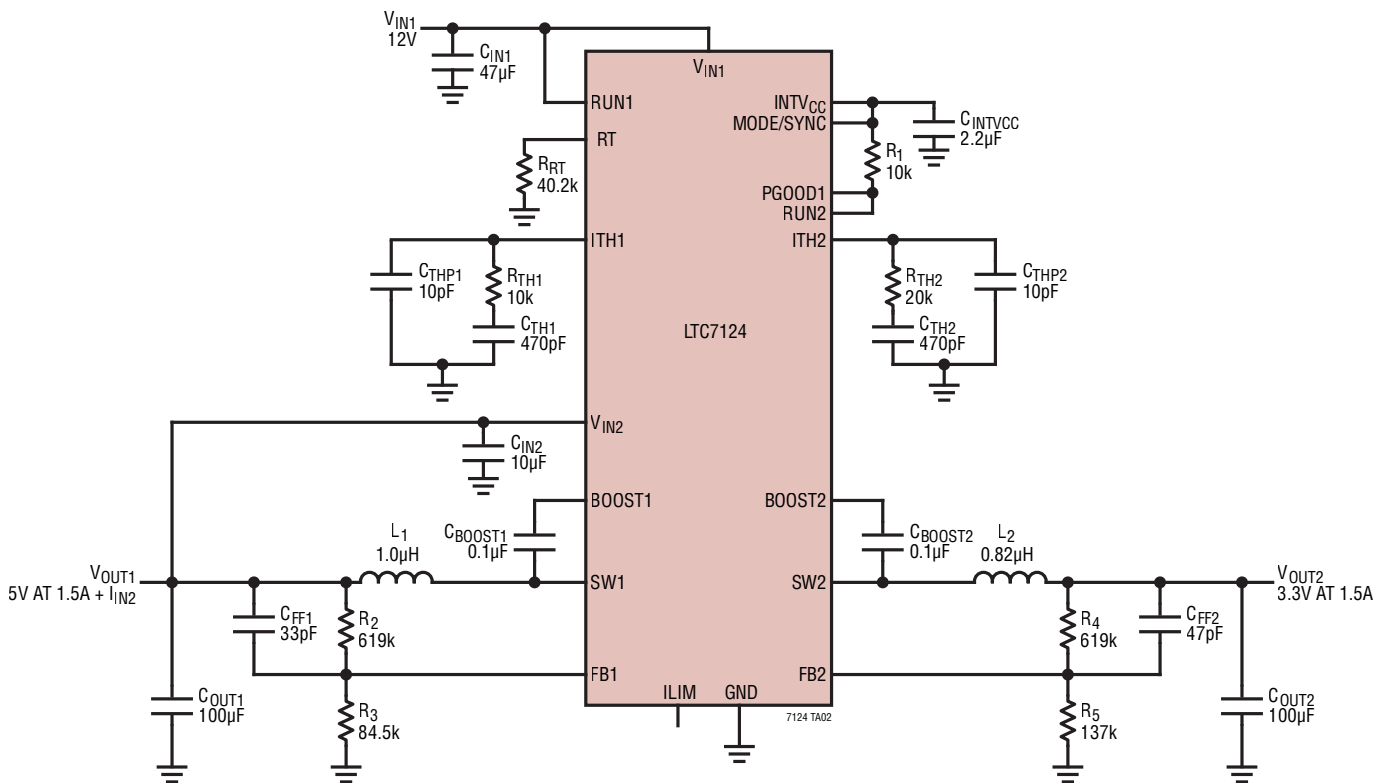 VIN1
12V
CIN1
47µF
VIN1
RUN1
INTVCC
MODE/SYNC
CINTVCC
2.2µF
RT
RRT
40.2k
R1
10k
PGOOD1
RUN2
ITH1
ITH2
CTHP1
10pF
RTH1
10k
CTH1
470pF
LTC7124
RTH2
20k
CTH2
470pF
CTHP2
10pF
VIN2
CIN2
10µF
BOOST1
BOOST2
L1
1.0µH
CBOOST1
0.1µF
CBOOST2
0.1µF
L2
0.82µH
VOUT1
5V AT 1.5A + IIN2
SW1
SW2
VOUT2
3.3V AT 1.5A
CFF1
33pF
R2
619k
R4
619k
CFF2
47pF
FB1
FB2
COUT1
100µF
R3
84.5k
ILIM
GND
7124 TA02
R5
137k
COUT2
100µF